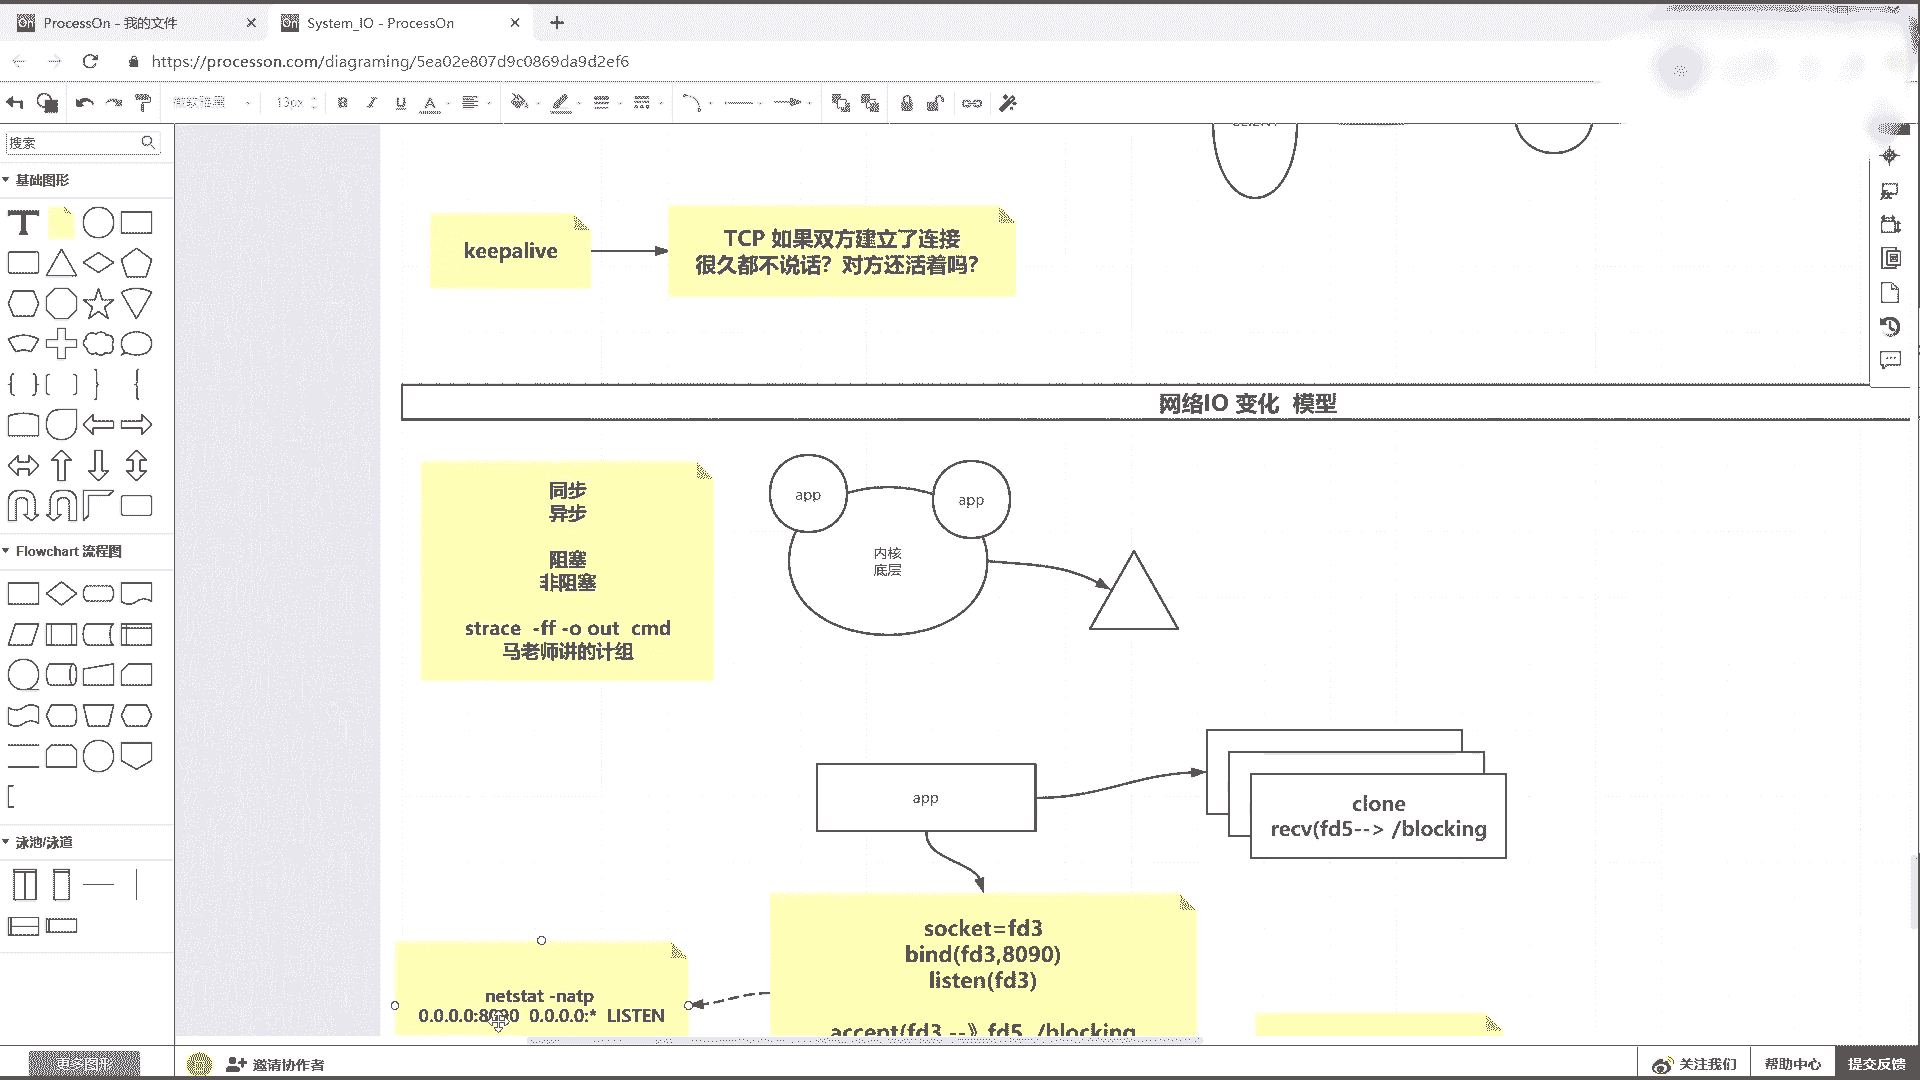 ProcessOn - 我的文件
System_IO - ProcessOn
https://processon.com/diagraming/5ea02e807d9c0869da9d2ef6
13px
搜索
基础图形
keepalive
TCP 如果双方建立了连接
很久都不说话？对方还活着吗？
网络IO 变化 模型
同步
异步
阻塞
非阻塞
strace -ff -o out cmd
马老师讲的计组
app
app
内核
底层
Flowchart 流程图
app
clone
recv(fd5--> /blocking
泳池/泳道
socket=fd3
bind(fd3,8090)
listen(fd3)
accept(fd3 --》fd5 /blocking
netstat -natp
0.0.0.0:8090 0.0.0.0:* LISTEN
更多图形
邀请协作者
关注我们
帮助中心
提交反馈